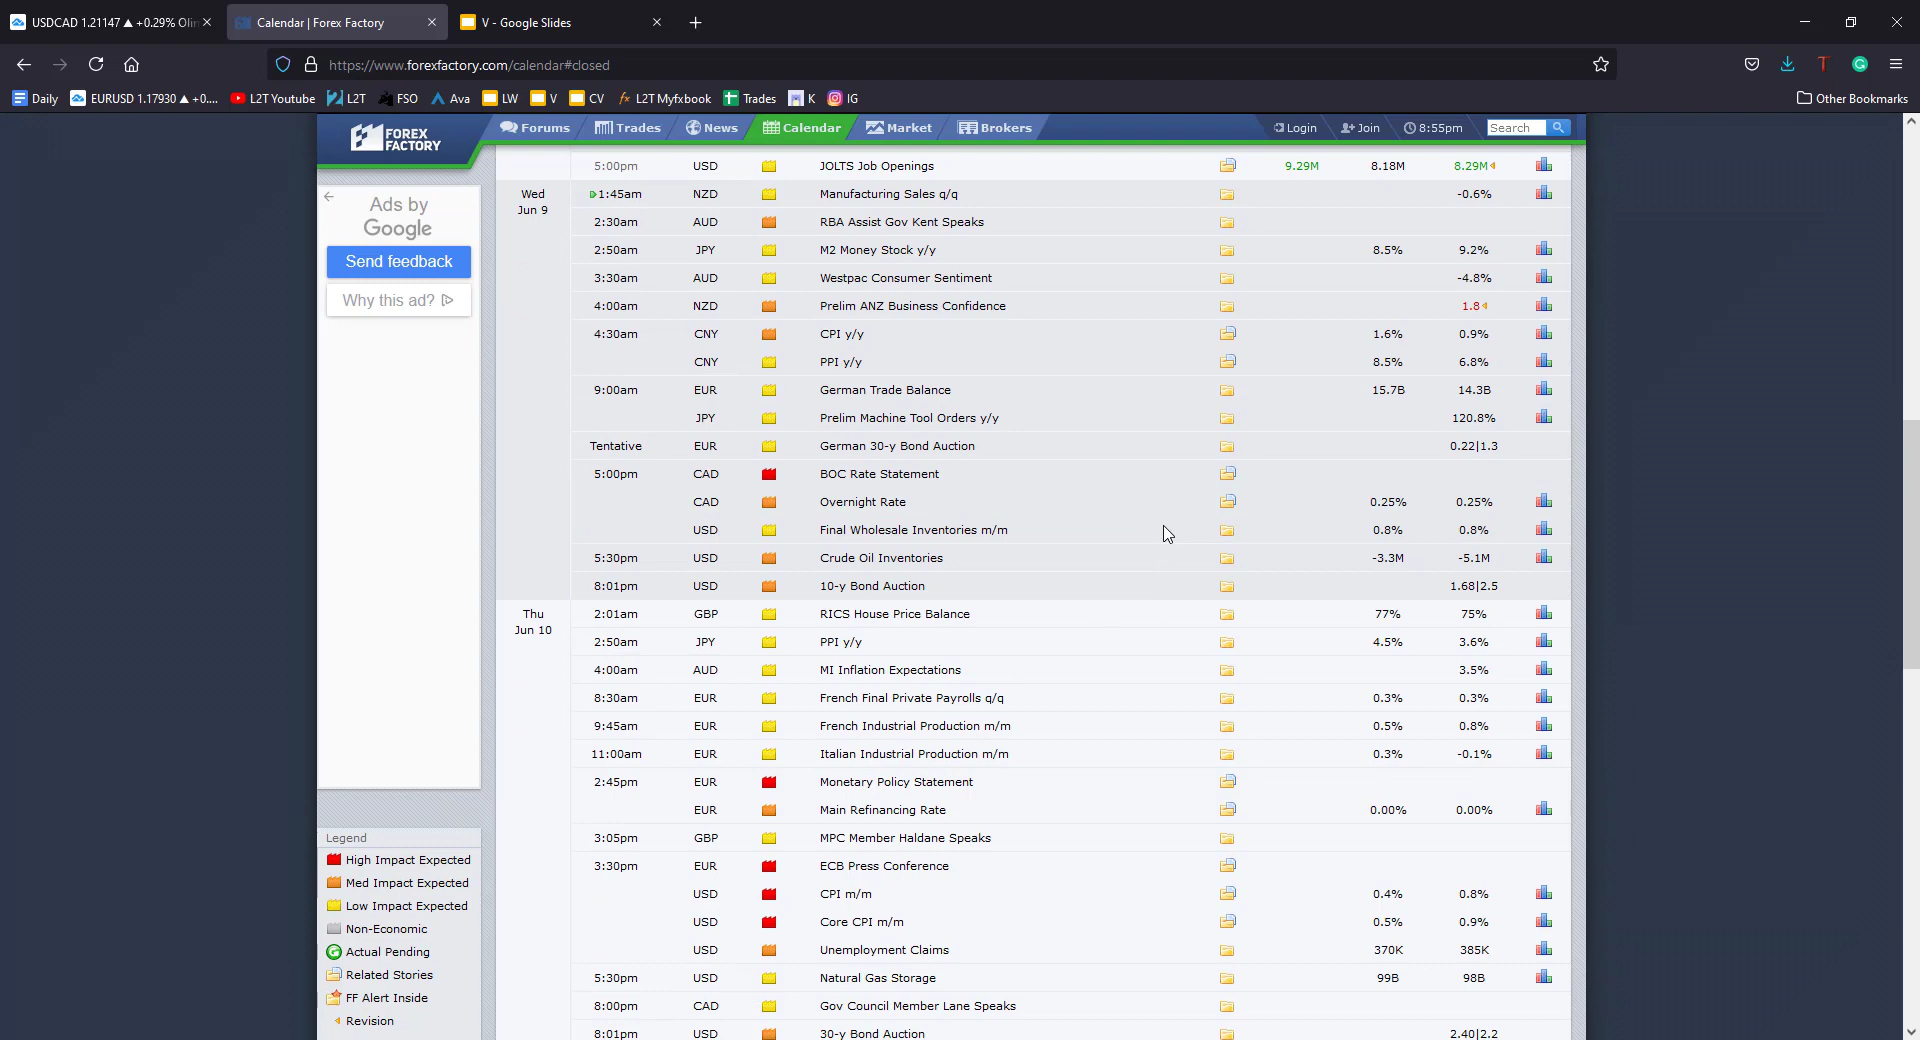 USDCAD 1.21147 ▲ +0.29% Olin
Calendar | Forex Factory
V - Google Slides
https://www.forexfactory.com/calendar#closed
Daily EURUSD 1.17930 ▲ +0.... L2T Youtube L2T FSO Ava LW V CV L2T Myfxbook Trades K IG Other Bookmarks
FOREX FACTORY Forums Trades News Calendar Market Brokers Login Join 8:55pm Search
Ads by Google
Send feedback
Why this ad?
5:00pm USD JOLTS Job Openings 9.29M 8.18M 8.29M
Wed Jun 9 1:45am NZD Manufacturing Sales q/q -0.6%
2:30am AUD RBA Assist Gov Kent Speaks
2:50am JPY M2 Money Stock y/y 8.5% 9.2%
3:30am AUD Westpac Consumer Sentiment -4.8%
4:00am NZD Prelim ANZ Business Confidence 1.8
4:30am CNY CPI y/y 1.6% 0.9%
CNY PPI y/y 8.5% 6.8%
9:00am EUR German Trade Balance 15.7B 14.3B
JPY Prelim Machine Tool Orders y/y 120.8%
Tentative EUR German 30-y Bond Auction 0.22|1.3
5:00pm CAD BOC Rate Statement
CAD Overnight Rate 0.25% 0.25%
USD Final Wholesale Inventories m/m 0.8% 0.8%
5:30pm USD Crude Oil Inventories -3.3M -5.1M
8:01pm USD 10-y Bond Auction 1.68|2.5
Thu Jun 10 2:01am GBP RICS House Price Balance 77% 75%
2:50am JPY PPI y/y 4.5% 3.6%
4:00am AUD MI Inflation Expectations 3.5%
8:30am EUR French Final Private Payrolls q/q 0.3% 0.3%
9:45am EUR French Industrial Production m/m 0.5% 0.8%
11:00am EUR Italian Industrial Production m/m 0.3% -0.1%
2:45pm EUR Monetary Policy Statement
EUR Main Refinancing Rate 0.00% 0.00%
3:05pm GBP MPC Member Haldane Speaks
3:30pm EUR ECB Press Conference
USD CPI m/m 0.4% 0.8%
USD Core CPI m/m 0.5% 0.9%
USD Unemployment Claims 370K 385K
5:30pm USD Natural Gas Storage 99B 98B
8:00pm CAD Gov Council Member Lane Speaks
8:01pm USD 30-y Bond Auction 2.40|2.2
Legend
High Impact Expected
Med Impact Expected
Low Impact Expected
Non-Economic
Actual Pending
Related Stories
FF Alert Inside
Revision